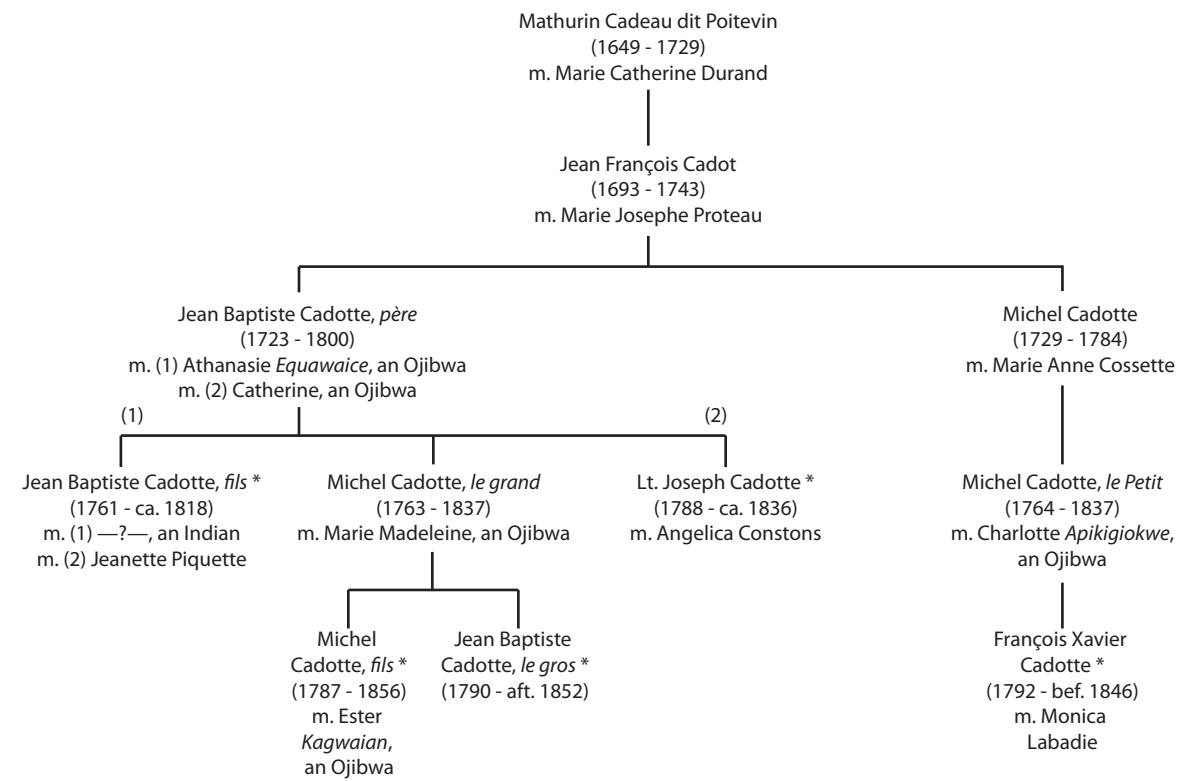 Mathurin Cadeau dit Poitevin
(1649 - 1729)
m. Marie Catherine Durand
Jean François Cadot
(1693 - 1743)
m. Marie Josephe Proteau
Jean Baptiste Cadotte, père
(1723 - 1800)
m. (1) Athanasie Equawaice, an Ojibwa
m. (2) Catherine, an Ojibwa
Michel Cadotte
(1729 - 1784)
m. Marie Anne Cossette
(1)
(2)
Jean Baptiste Cadotte, fils *
(1761 - ca. 1818)
m. (1) —?—, an Indian
m. (2) Jeanette Piquette
Michel Cadotte, le grand
(1763 - 1837)
m. Marie Madeleine, an Ojibwa
Lt. Joseph Cadotte *
(1788 - ca. 1836)
m. Angelica Constons
Michel Cadotte, le Petit
(1764 - 1837)
m. Charlotte Apikigiokwe,
an Ojibwa
Michel
Cadotte, fils *
(1787 - 1856)
m. Ester
Kagwaian,
an Ojibwa
Jean Baptiste
Cadotte, le gros *
(1790 - aft. 1852)
François Xavier
Cadotte *
(1792 - bef. 1846)
m. Monica
Labadie